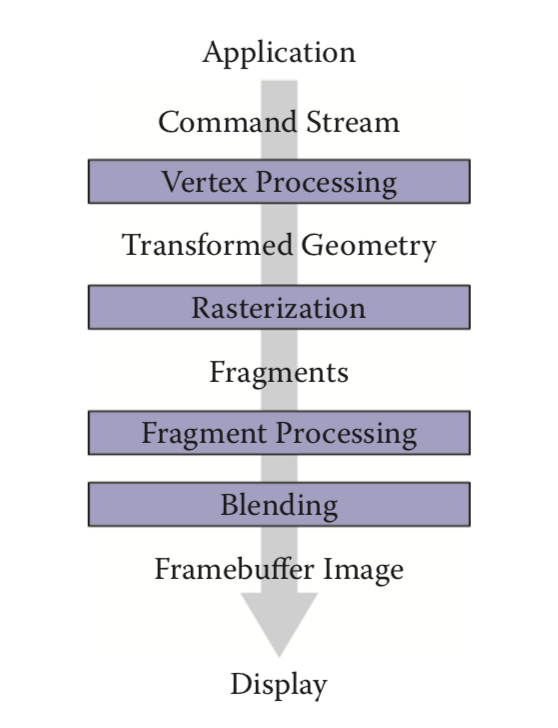 Application
Command Stream
Vertex Processing
Transformed Geometry
Rasterization
Fragments
Fragment Processing
Blending
Framebuffer Image
Display